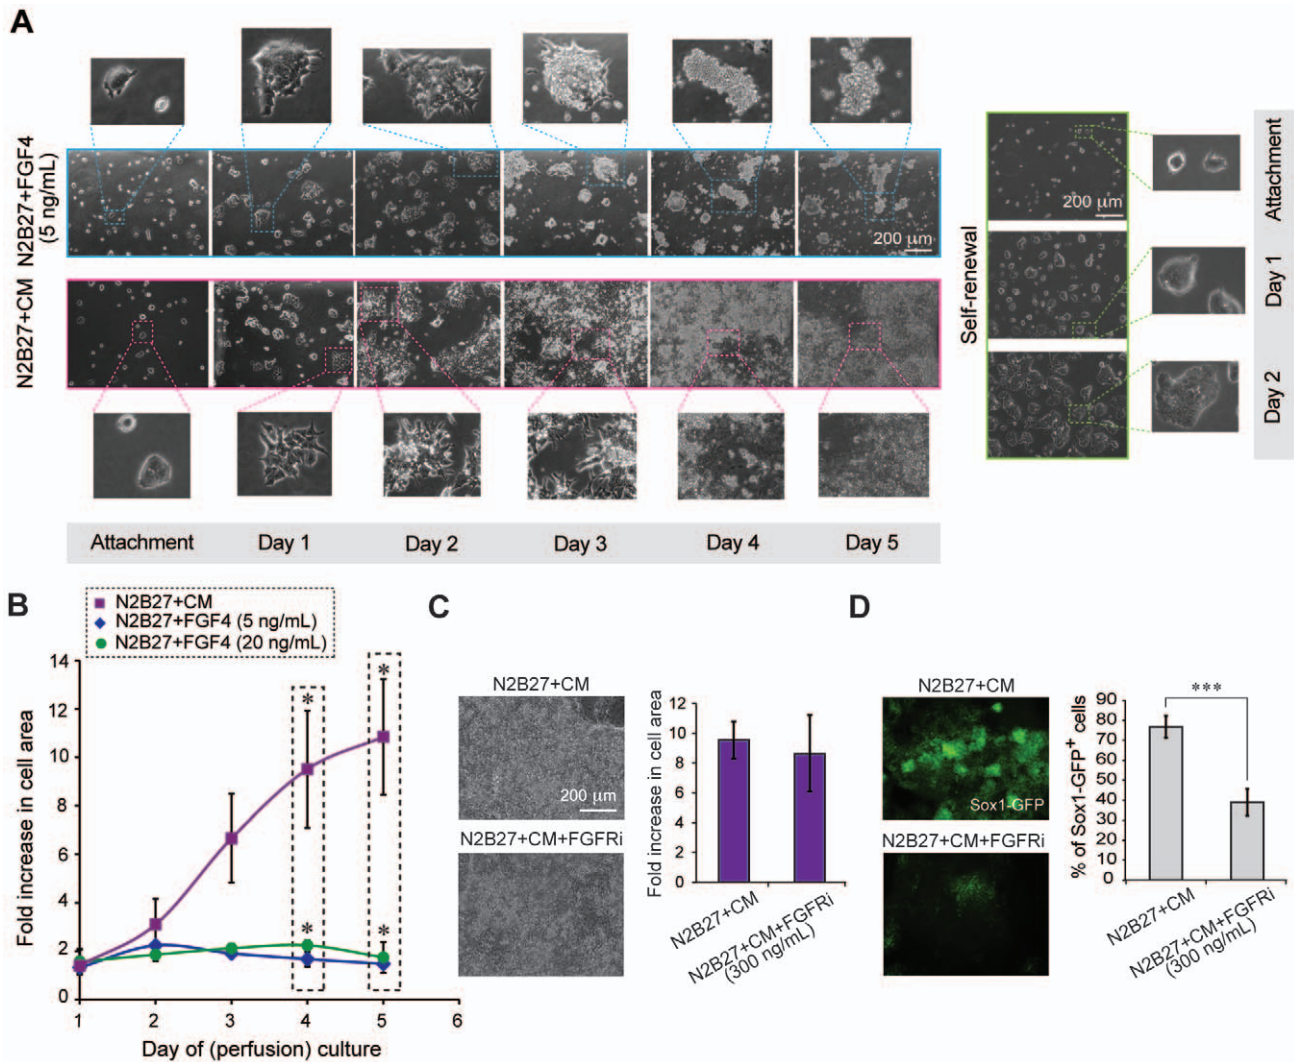 A
N2B27+FGF4
(5 ng/mL)
200 μm
N2B27+CM
Attachment
Day 1
Day 2
Day 3
Day 4
Day 5
Self-renewal
200 μm
Attachment
Day 1
Day 2
B
N2B27+CM
N2B27+FGF4 (5 ng/mL)
N2B27+FGF4 (20 ng/mL)
Fold increase in cell area
14
12
10
8
6
4
2
0
* *
* *
1 2 3 4 5 6
Day of (perfusion) culture
C
N2B27+CM
200 μm
N2B27+CM+FGFRi
Fold increase in cell area
12
10
8
6
4
2
0
N2B27+CM
N2B27+CM+FGFRi
(300 ng/mL)
D
N2B27+CM
Sox1-GFP
N2B27+CM+FGFRi
% of Sox1-GFP+ cells
90
80
70
60
50
40
30
20
10
0
***
N2B27+CM
N2B27+CM+FGFRi
(300 ng/mL)